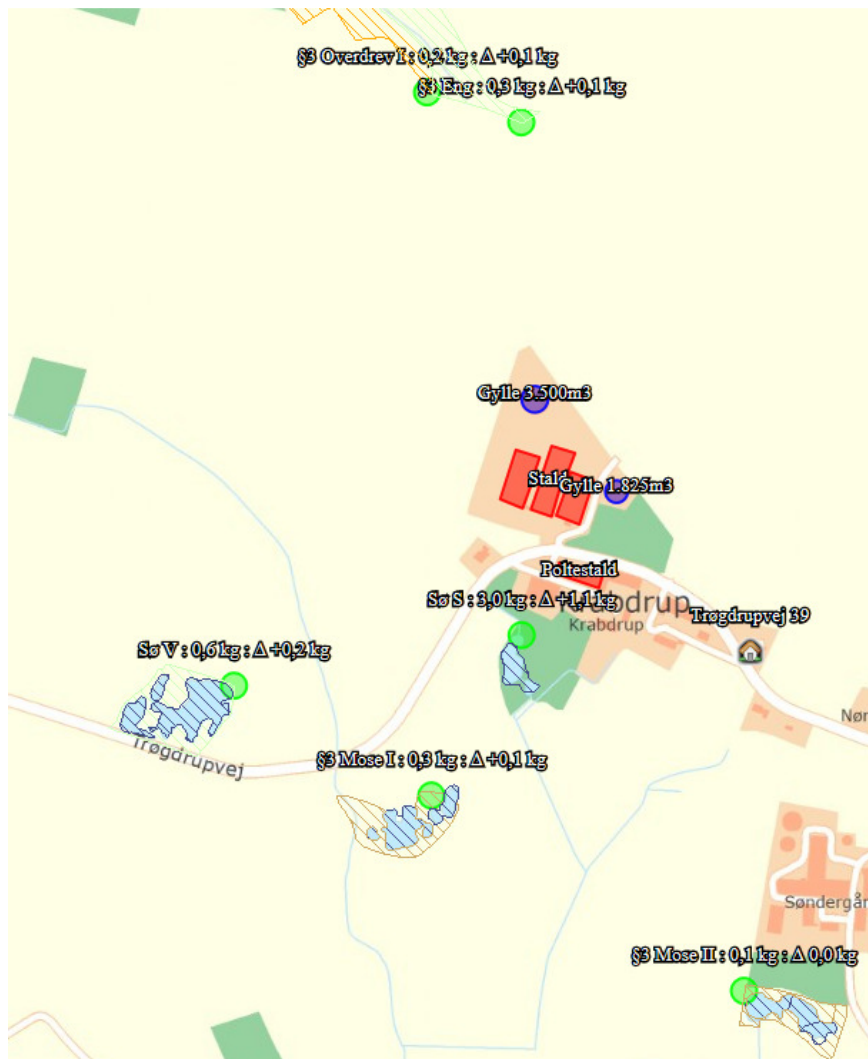 §3 Overdrev I : 0,2 kg : Δ +0,1 kg
§3 Eng : 0,3 kg : Δ +0,1 kg
Gylle 3.500m3
Stald
Gylle 1.825m3
Poltestald
Sø S : 3,0 kg : Δ +1,1 kg
Krabdrup
Krabdrup
Trøgdrupvej 39
Sø V : 0,6 kg : Δ +0,2 kg
Nør
Trøgdrupvej
§3 Mose I : 0,3 kg : Δ +0,1 kg
Søndergår
§3 Mose II : 0,1 kg : Δ 0,0 kg